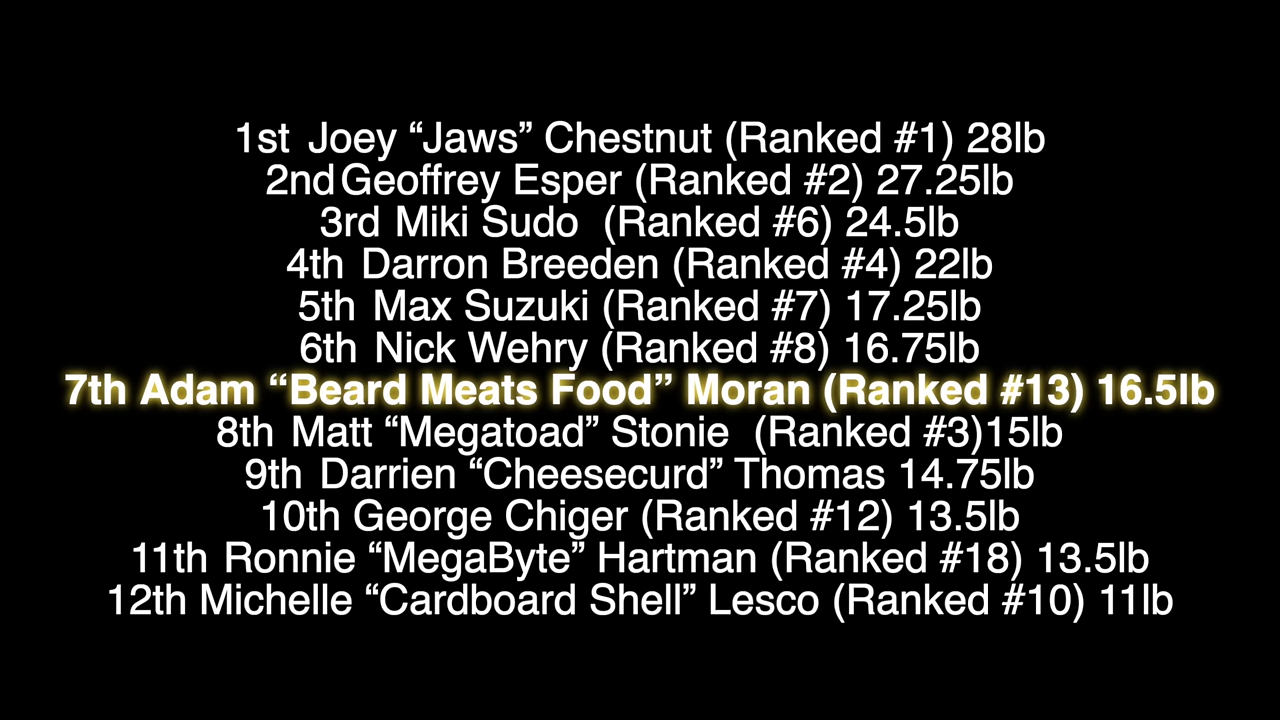 1st Joey “Jaws” Chestnut (Ranked #1) 28lb
2nd Geoffrey Esper (Ranked #2) 27.25lb
3rd Miki Sudo (Ranked #6) 24.5lb
4th Darron Breeden (Ranked #4) 22lb
5th Max Suzuki (Ranked #7) 17.25lb
6th Nick Wehry (Ranked #8) 16.75lb
7th Adam “Beard Meats Food” Moran (Ranked #13) 16.5lb
8th Matt “Megatoad” Stonie (Ranked #3)15lb
9th Darrien “Cheesecurd” Thomas 14.75lb
10th George Chiger (Ranked #12) 13.5lb
11th Ronnie “MegaByte” Hartman (Ranked #18) 13.5lb
12th Michelle “Cardboard Shell” Lesco (Ranked #10) 11lb